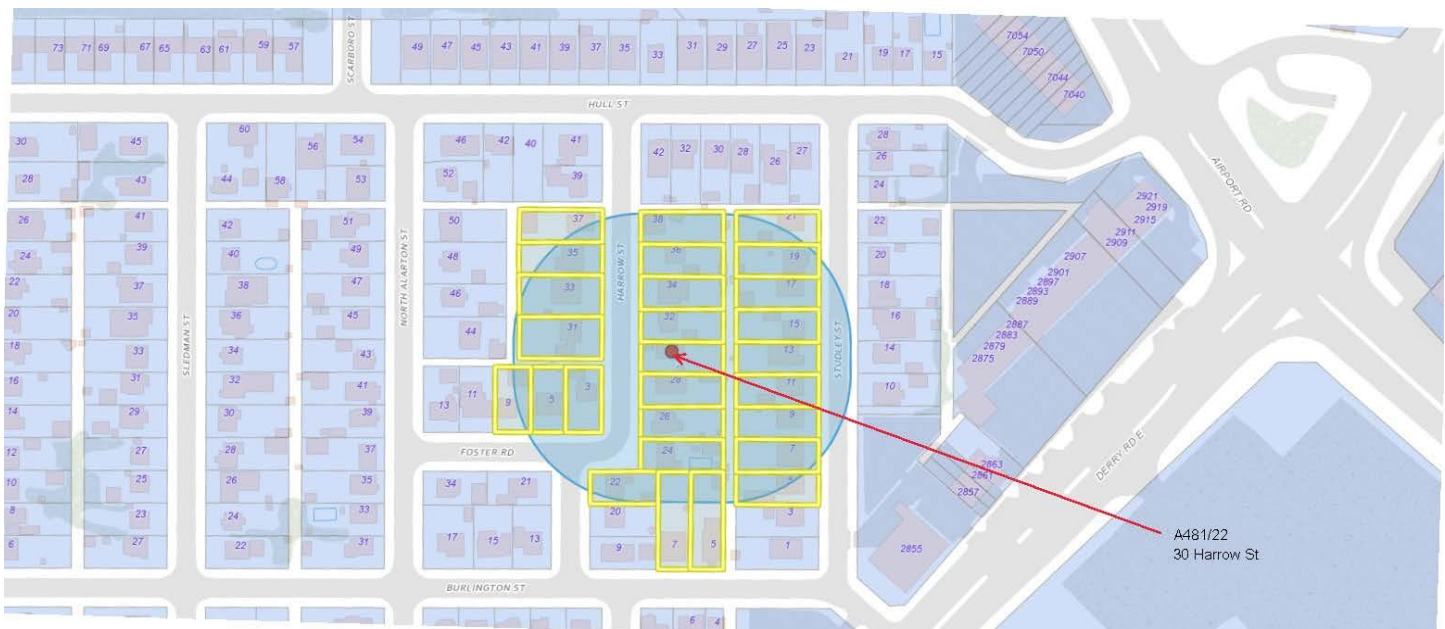 73 71 69 67 65 63 61 59 57
SCARBORO ST
49 47 45 43 41 39 37 35 33 31 29 27 25 23 21 19 17 15
7054
7050
7044
7040
HULL ST
30 45 60 56 54 46 42 40 41 42 32 30 28 26 27 28
26
28 43 44 58 53 52 39 24
AIRPORT RD
2921
2919
2915
2911
2909
2907
2901
2897
2893
2889
2887
2883
2879
2875
26 41 42 51 50 37 38 21 22
24 39 40 49 48 35 36 19 20
22 37 38 47 46 33 34 17 18
20 35 36 45 44 31 32 15 16
18 33 34 43 13 14
16 31 32 41 13 11 9 5 3 28 11 10
14 29 30 39 26 9
SLEDMAN ST
NORTH ALARTON ST
HARROW ST
STUDLEY ST
FOSTER RD
12 27 28 37 24 7
10 25 26 35 34 21 22
8 23 24 33 20 3
6 27 22 31 17 15 13 9 7 5 1
2863
2861
2857
2855
DERRY RD E
A481/22
30 Harrow St
BURLINGTON ST
6 4